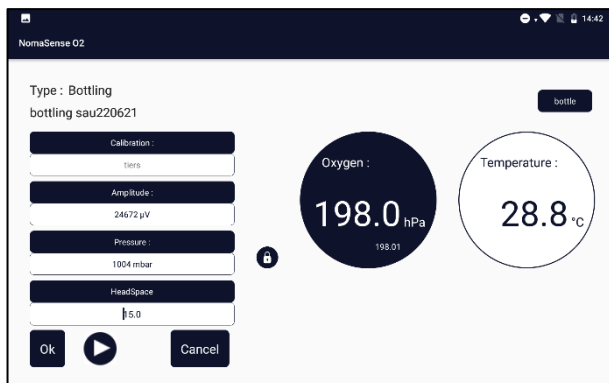 14:42
NomaSense O2
Type : Bottling
bottling sau220621
bottle
Calibration :
tiers
Amplitude :
24672 µV
Pressure :
1004 mbar
HeadSpace
15.0
Ok
Cancel
Oxygen :
198.0 hPa
198.01
Temperature :
28.8 °C